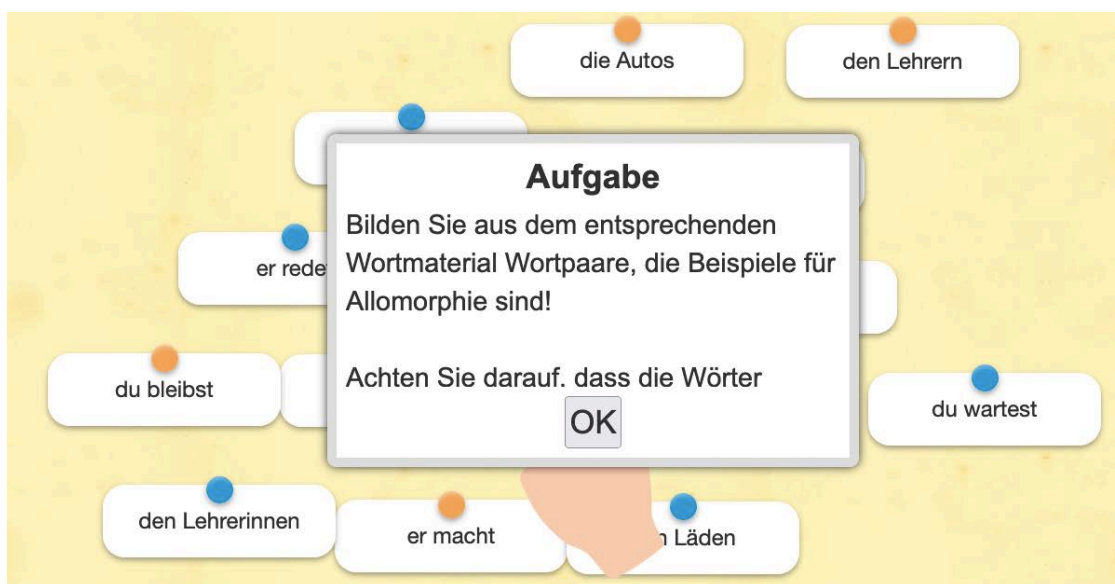 die Autos
den Lehrern
Aufgabe
Bilden Sie aus dem entsprechenden
Wortmaterial Wortpaare, die Beispiele für
Allomorphie sind!
er
Achten Sie darauf. dass die Wörter
OK
du bleibst
du wartest
den Lehrerinnen
er macht
Läden